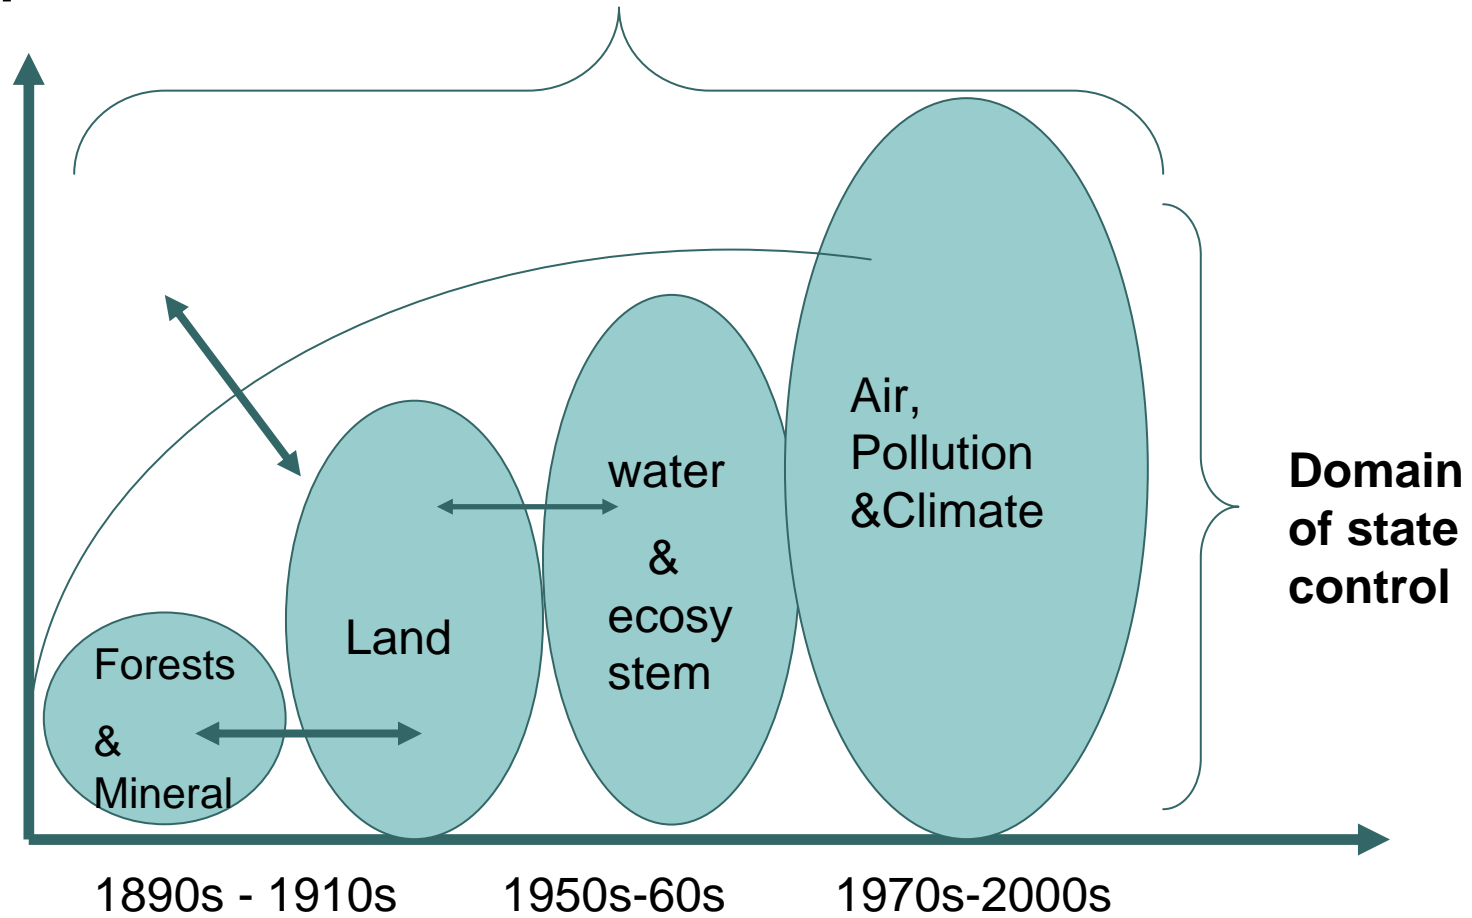 Forests
&
Mineral
Land
water
&
ecosy
stem
Air,
Pollution
&Climate
Domain
of state
control
1890s - 1910s
1950s-60s
1970s-2000s